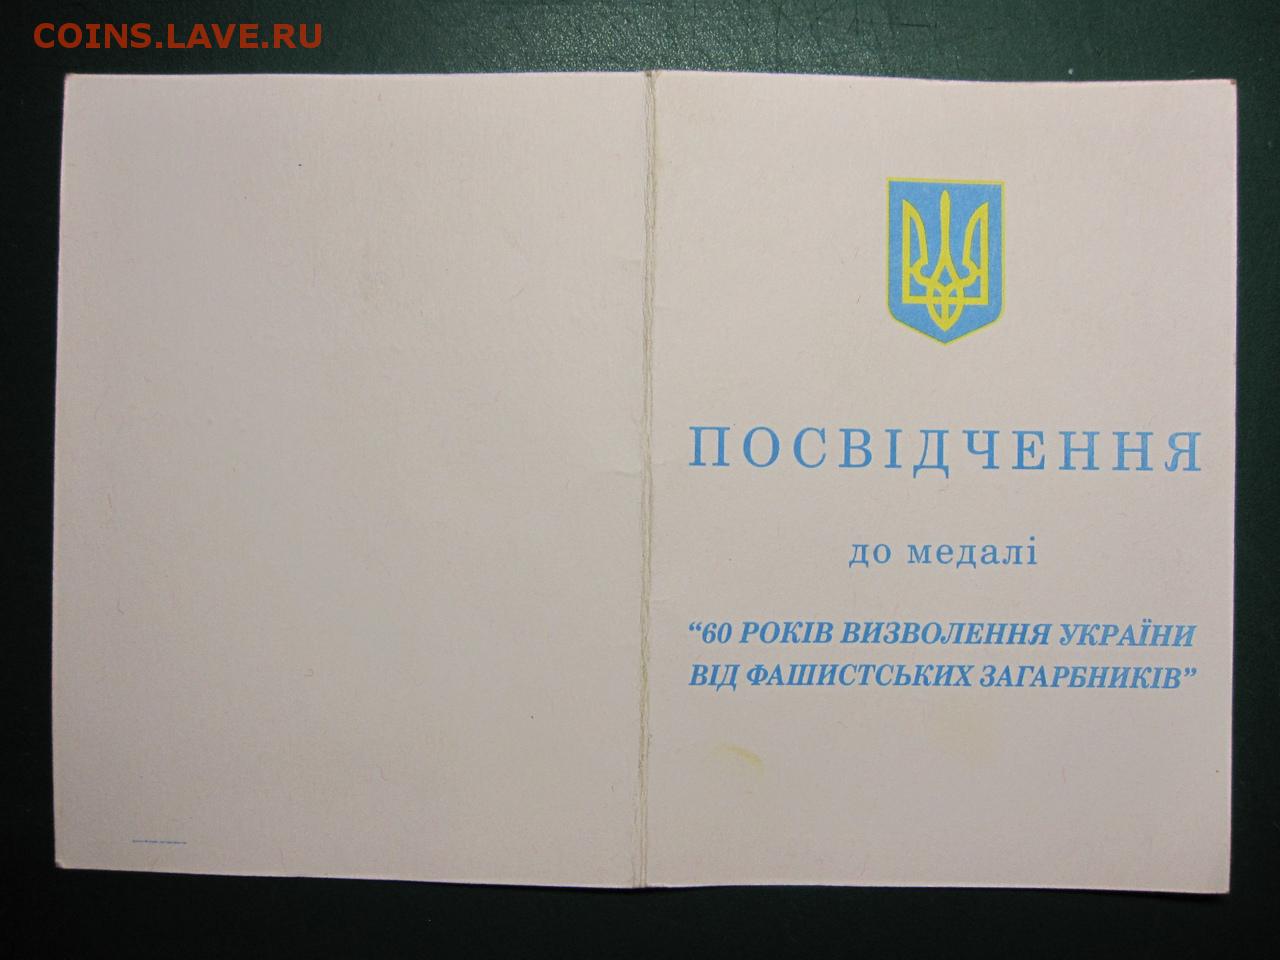 COINS.LAVE.RU
ПОСВІДЧЕННЯ
до медалі
“60 РОКІВ ВИЗВОЛЕННЯ УКРАЇНИ
ВІД ФАШИСТСЬКИХ ЗАГАРБНИКІВ”